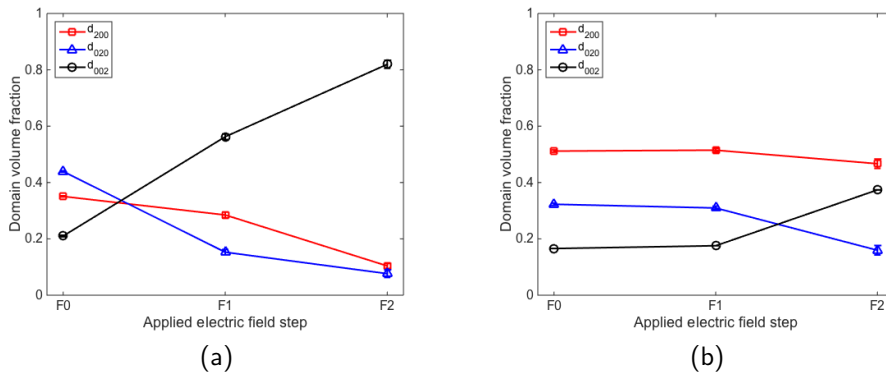 1
0.8
0.6
0.4
0.2
0
Domain volume fraction
d200
d020
d002
F0 F1 F2
Applied electric field step
(a)
1
0.8
0.6
0.4
0.2
0
Domain volume fraction
d200
d020
d002
F0 F1 F2
Applied electric field step
(b)